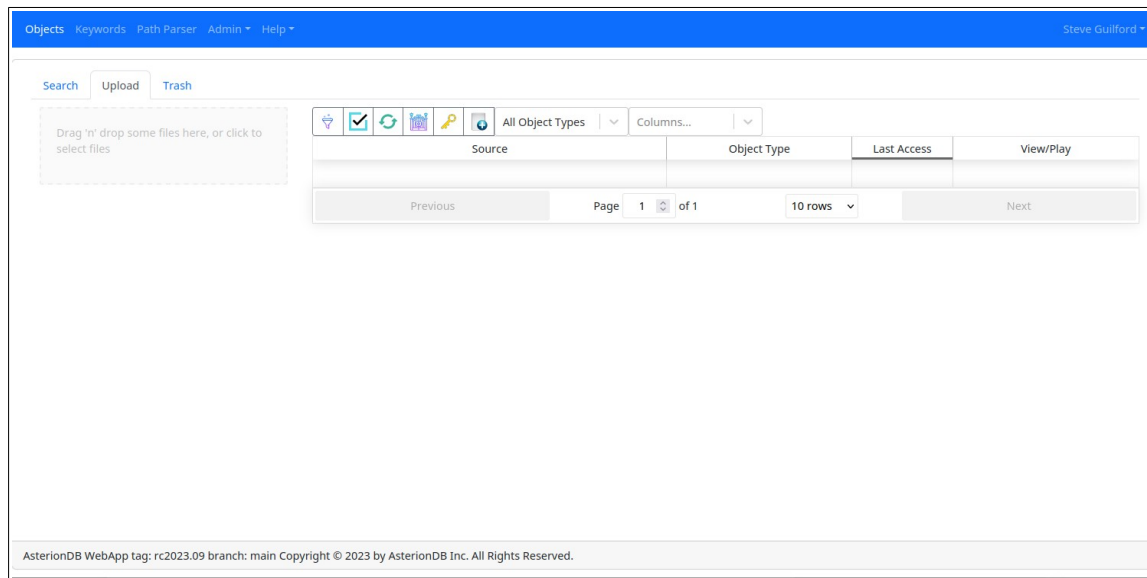 Objects Keywords Path Parser Admin Help Steve Guilford
Search Upload Trash
Drag 'n' drop some files here, or click to
select files
All Object Types Columns...
Source Object Type Last Access View/Play
Previous Page 1 of 1 10 rows Next
AsterionDB WebApp tag: rc2023.09 branch: main Copyright © 2023 by AsterionDB Inc. All Rights Reserved.